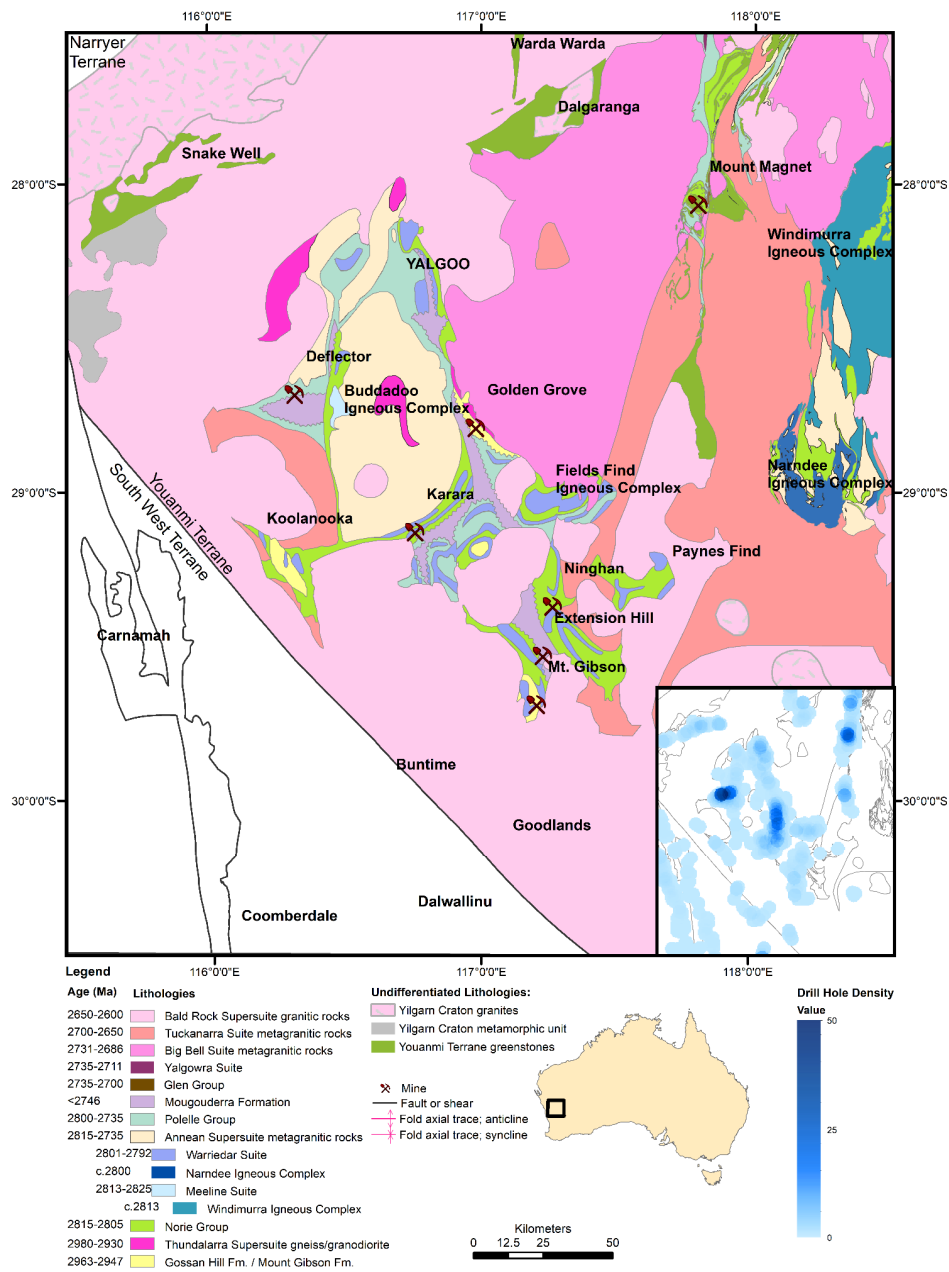 116°0'0"E 117°0'0"E 118°0'0"E
Narryer
Terrane
Warda Warda
Dalgaranga
Snake Well
Mount Magnet
28°0'0"S 28°0'0"S
Windimurra
Igneous Complex
YALGOO
Deflector
Buddadoo
Igneous Complex
Golden Grove
Fields Find
Igneous Complex
Narndee
Igneous Complex
29°0'0"S 29°0'0"S
Karara
Koolanooka
Youanmi Terrane
South West Terrane
Paynes Find
Ninghan
Extension Hill
Carnamah
Mt. Gibson
Buntime
30°0'0"S 30°0'0"S
Goodlands
Dalwallinu
Coomberdale
116°0'0"E 117°0'0"E 118°0'0"E
Legend
Age (Ma) Lithologies
2650-2600 Bald Rock Supersuite granitic rocks
2700-2650 Tuckanarra Suite metagranitic rocks
2731-2686 Big Bell Suite metagranitic rocks
2735-2711 Yalgowra Suite
2735-2700 Glen Group
<2746 Mougouderra Formation
2800-2735 Polelle Group
2815-2735 Annean Supersuite metagranitic rocks
2801-2792 Warriedar Suite
c.2800 Narndee Igneous Complex
2813-2825 Meeline Suite
c.2813 Windimurra Igneous Complex
2815-2805 Norie Group
2980-2930 Thundalarra Supersuite gneiss/granodiorite
2963-2947 Gossan Hill Fm. / Mount Gibson Fm.
Undifferentiated Lithologies:
Yilgarn Craton granites
Yilgarn Craton metamorphic unit
Youanmi Terrane greenstones
Mine
Fault or shear
Fold axial trace; anticline
Fold axial trace; syncline
Kilometers
0 12.5 25 50
Drill Hole Density
Value
50
25
0